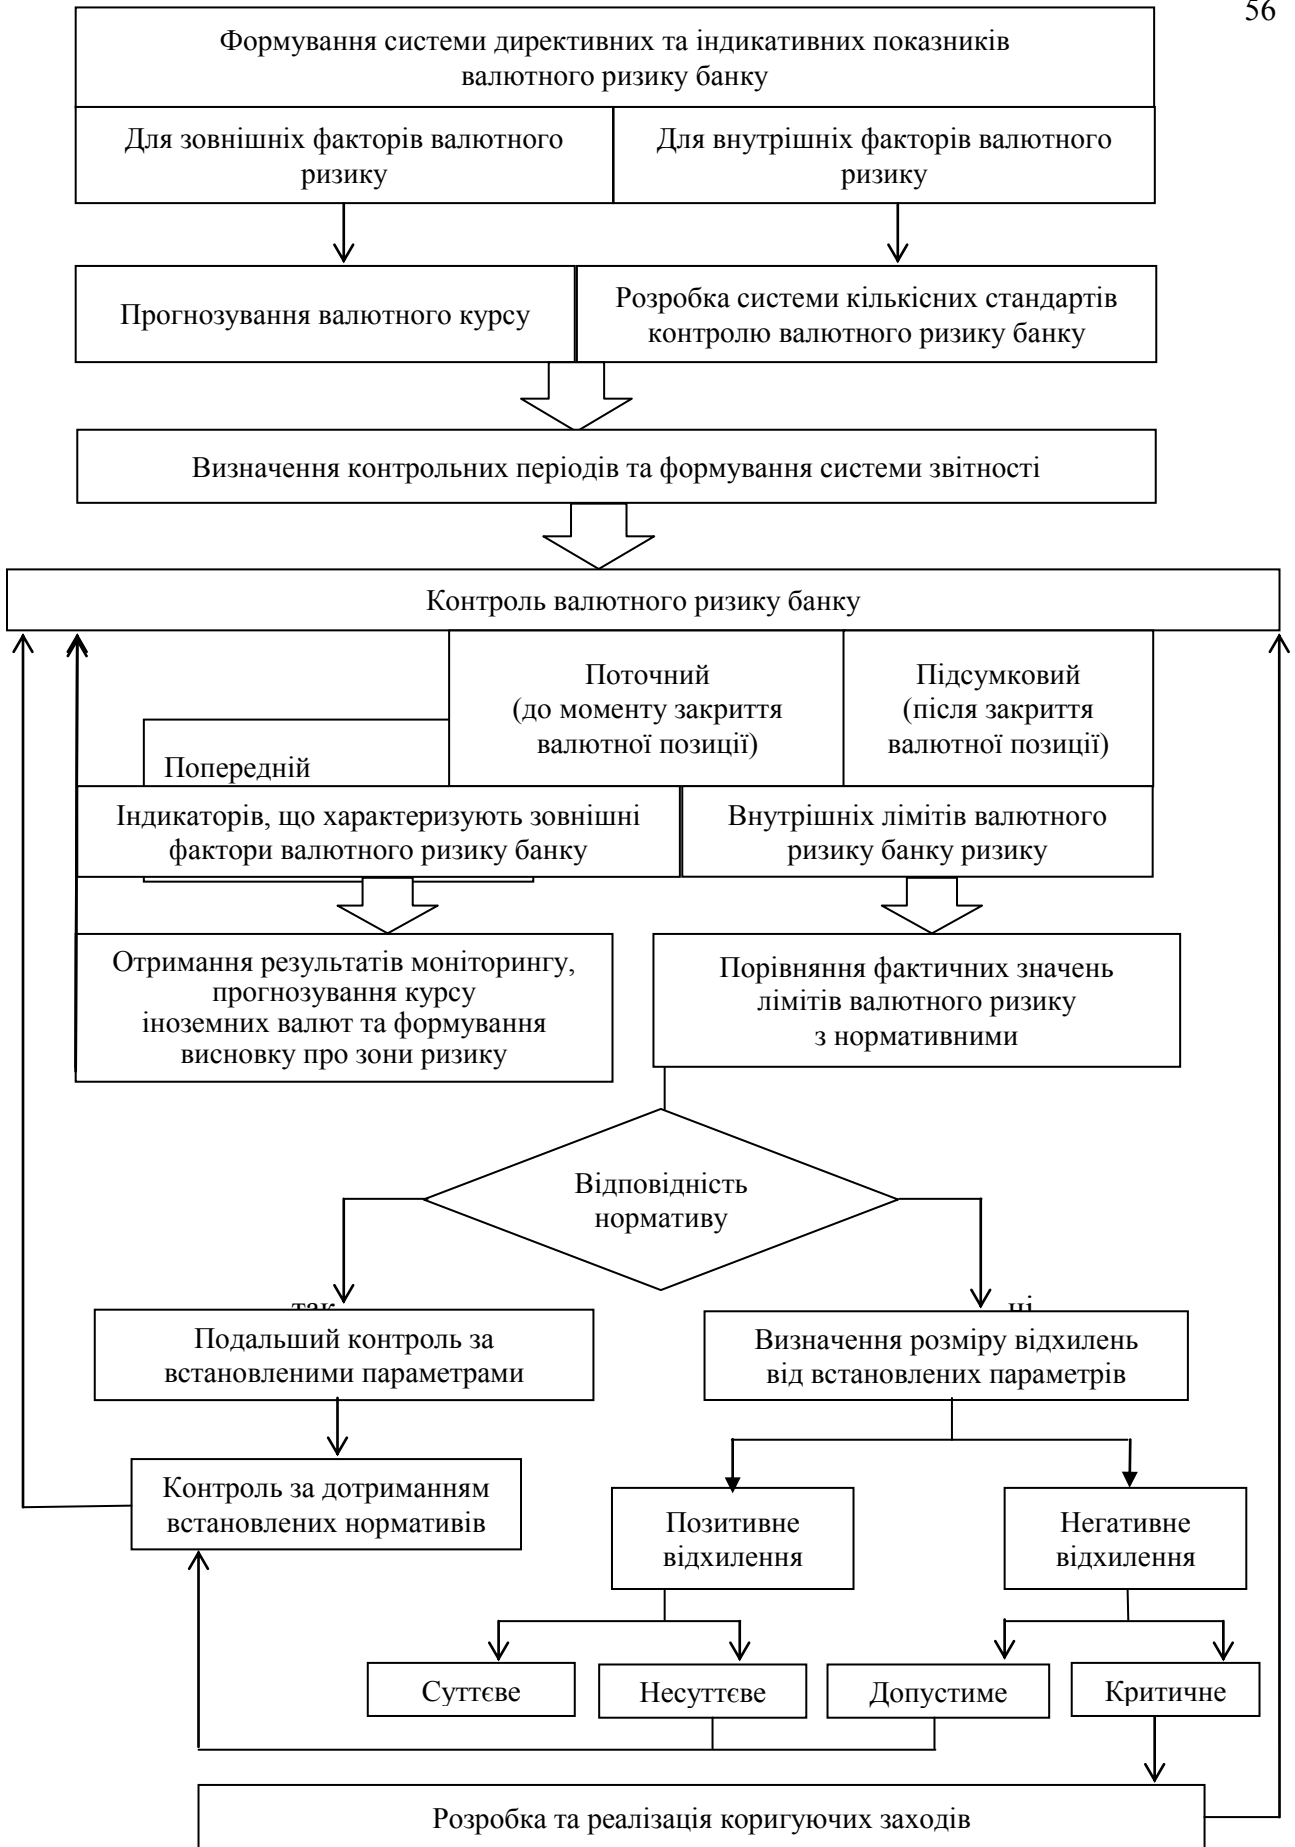 56
Формування системи директивних та індикативних показників
валютного ризику банку
Для зовнішніх факторів валютного
ризику
Для внутрішніх факторів валютного
ризику
Прогнозування валютного курсу
Розробка системи кількісних стандартів
контролю валютного ризику банку
Визначення контрольних періодів та формування системи звітності
Контроль валютного ризику банку
Попередній
Поточний
(до моменту закриття
валютної позиції)
Підсумковий
(після закриття
валютної позиції)
Індикаторів, що характеризують зовнішні
фактори валютного ризику банку
Внутрішніх лімітів валютного
ризику банку ризику
Отримання результатів моніторингу,
прогнозування курсу
іноземних валют та формування
висновку про зони ризику
Порівняння фактичних значень
лімітів валютного ризику
з нормативними
Відповідність
нормативу
так
ні
Подальший контроль за
встановленими параметрами
Визначення розміру відхилень
від встановлених параметрів
Контроль за дотриманням
встановлених нормативів
Позитивне
відхилення
Негативне
відхилення
Суттєве
Несуттєве
Допустиме
Критичне
Розробка та реалізація коригуючих заходів